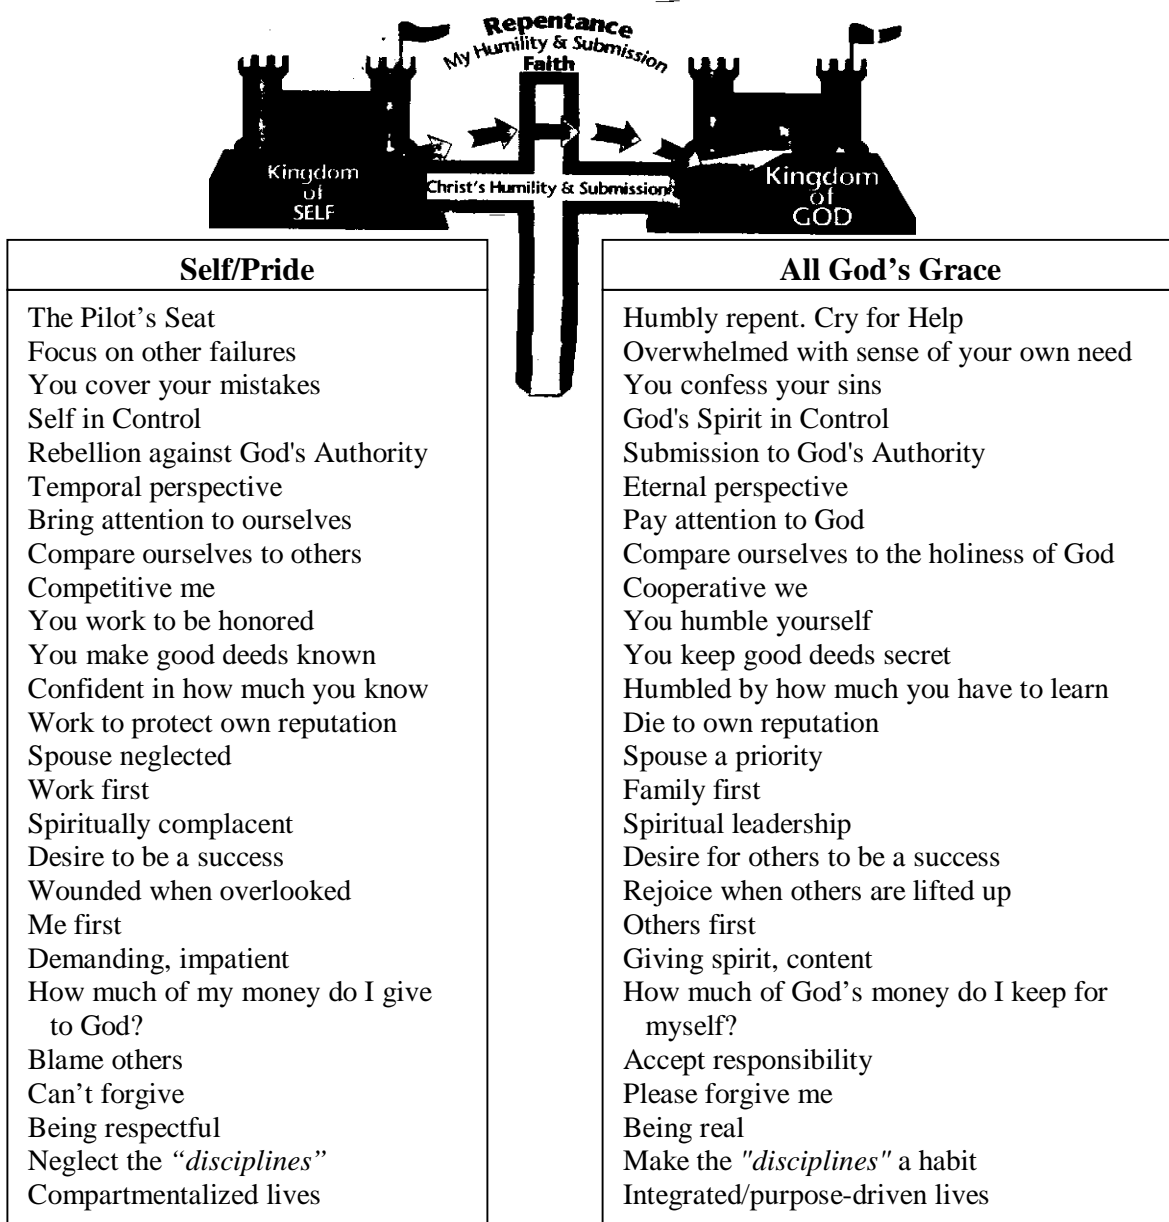 Repentance
My Humility & Submission
Faith
Kingdom
of
SELF
Christ's Humility & Submission
Kingdom
of
GOD
Self/Pride
The Pilot’s Seat
Focus on other failures
You cover your mistakes
Self in Control
Rebellion against God's Authority
Temporal perspective
Bring attention to ourselves
Compare ourselves to others
Competitive me
You work to be honored
You make good deeds known
Confident in how much you know
Work to protect own reputation
Spouse neglected
Work first
Spiritually complacent
Desire to be a success
Wounded when overlooked
Me first
Demanding, impatient
How much of my money do I give
to God?
Blame others
Can’t forgive
Being respectful
Neglect the “disciplines”
Compartmentalized lives
All God’s Grace
Humbly repent. Cry for Help
Overwhelmed with sense of your own need
You confess your sins
God's Spirit in Control
Submission to God's Authority
Eternal perspective
Pay attention to God
Compare ourselves to the holiness of God
Cooperative we
You humble yourself
You keep good deeds secret
Humbled by how much you have to learn
Die to own reputation
Spouse a priority
Family first
Spiritual leadership
Desire for others to be a success
Rejoice when others are lifted up
Others first
Giving spirit, content
How much of God’s money do I keep for
myself?
Accept responsibility
Please forgive me
Being real
Make the "disciplines" a habit
Integrated/purpose-driven lives